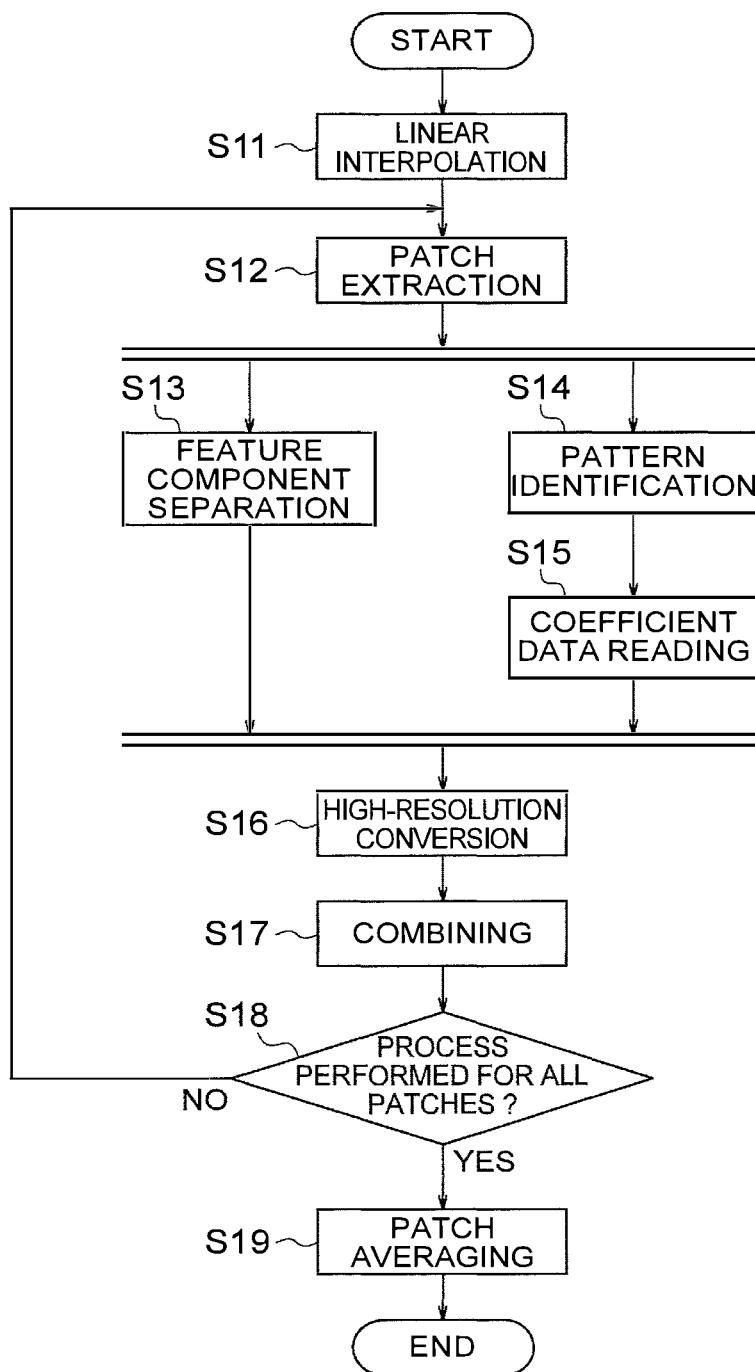 START
S11
LINEAR
INTERPOLATION
S12
PATCH
EXTRACTION
S13
FEATURE
COMPONENT
SEPARATION
S14
PATTERN
IDENTIFICATION
S15
COEFFICIENT
DATA READING
S16
HIGH-RESOLUTION
CONVERSION
S17
COMBINING
S18
PROCESS
PERFORMED FOR ALL
PATCHES ?
NO
YES
S19
PATCH
AVERAGING
END